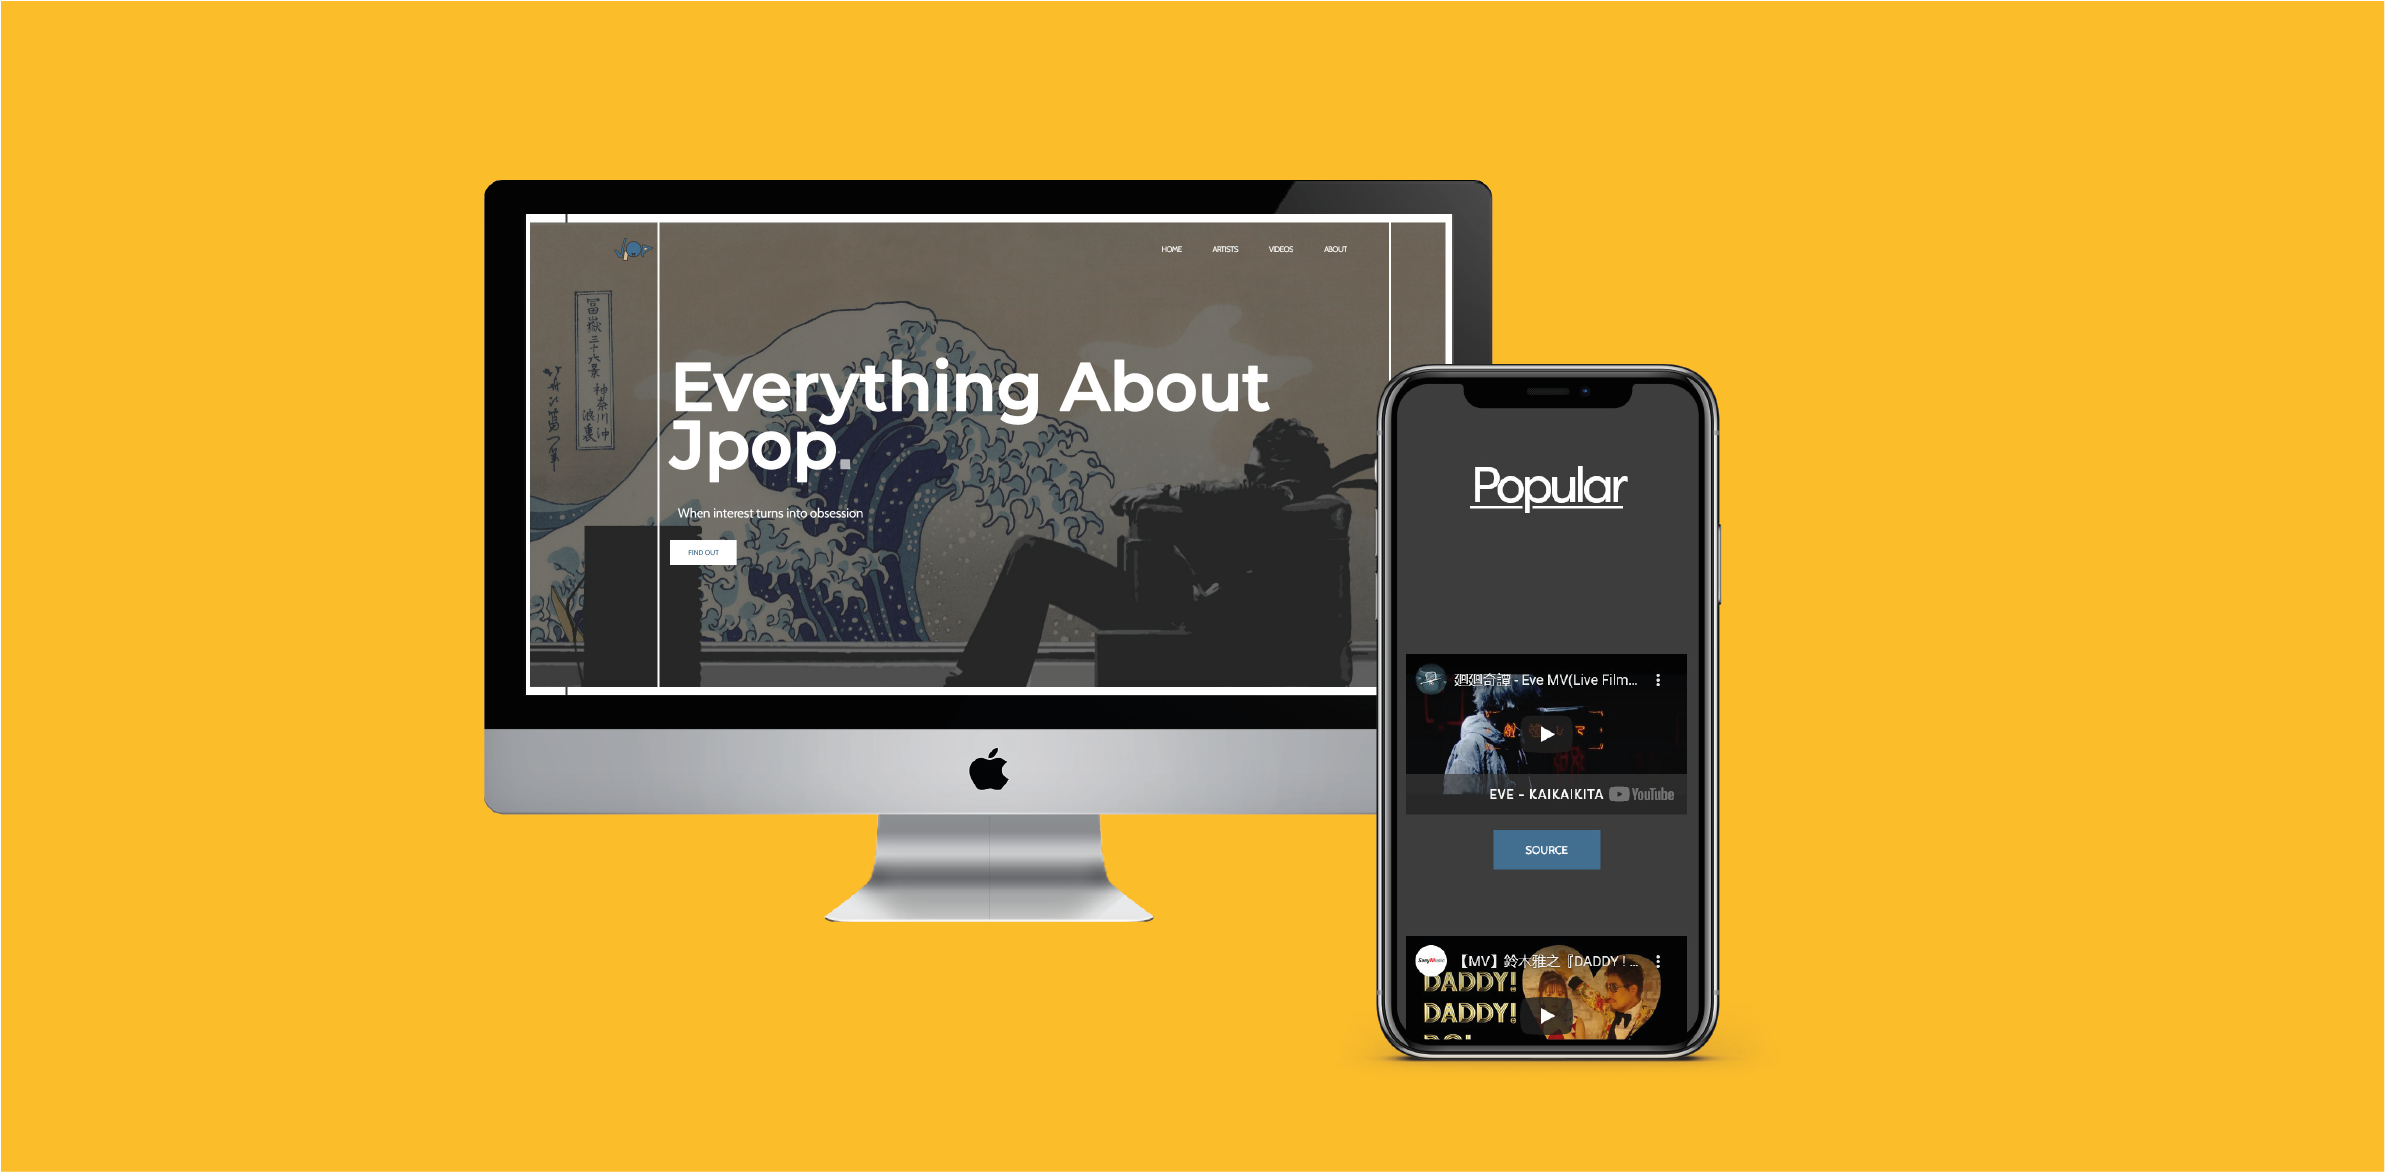 HOME ARTISTS VIDEOS ABOUT
冨嶽三十六景 神奈川沖
浪裏
Everything About
Jpop.
When interest turns into obsession
FIND OUT
Popular
廻廻奇譚 - Eve MV(Live Film...
EVE - KAIKAIKITA YouTube
SOURCE
【MV】鈴木雅之『DADDY ! ...
SonyMusic
DADDY!
DADDY!
DO!